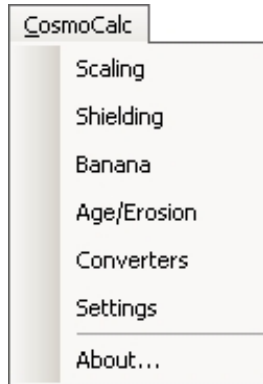 CosmoCalc
Scaling
Shielding
Banana
Age/Erosion
Converters
Settings
About...